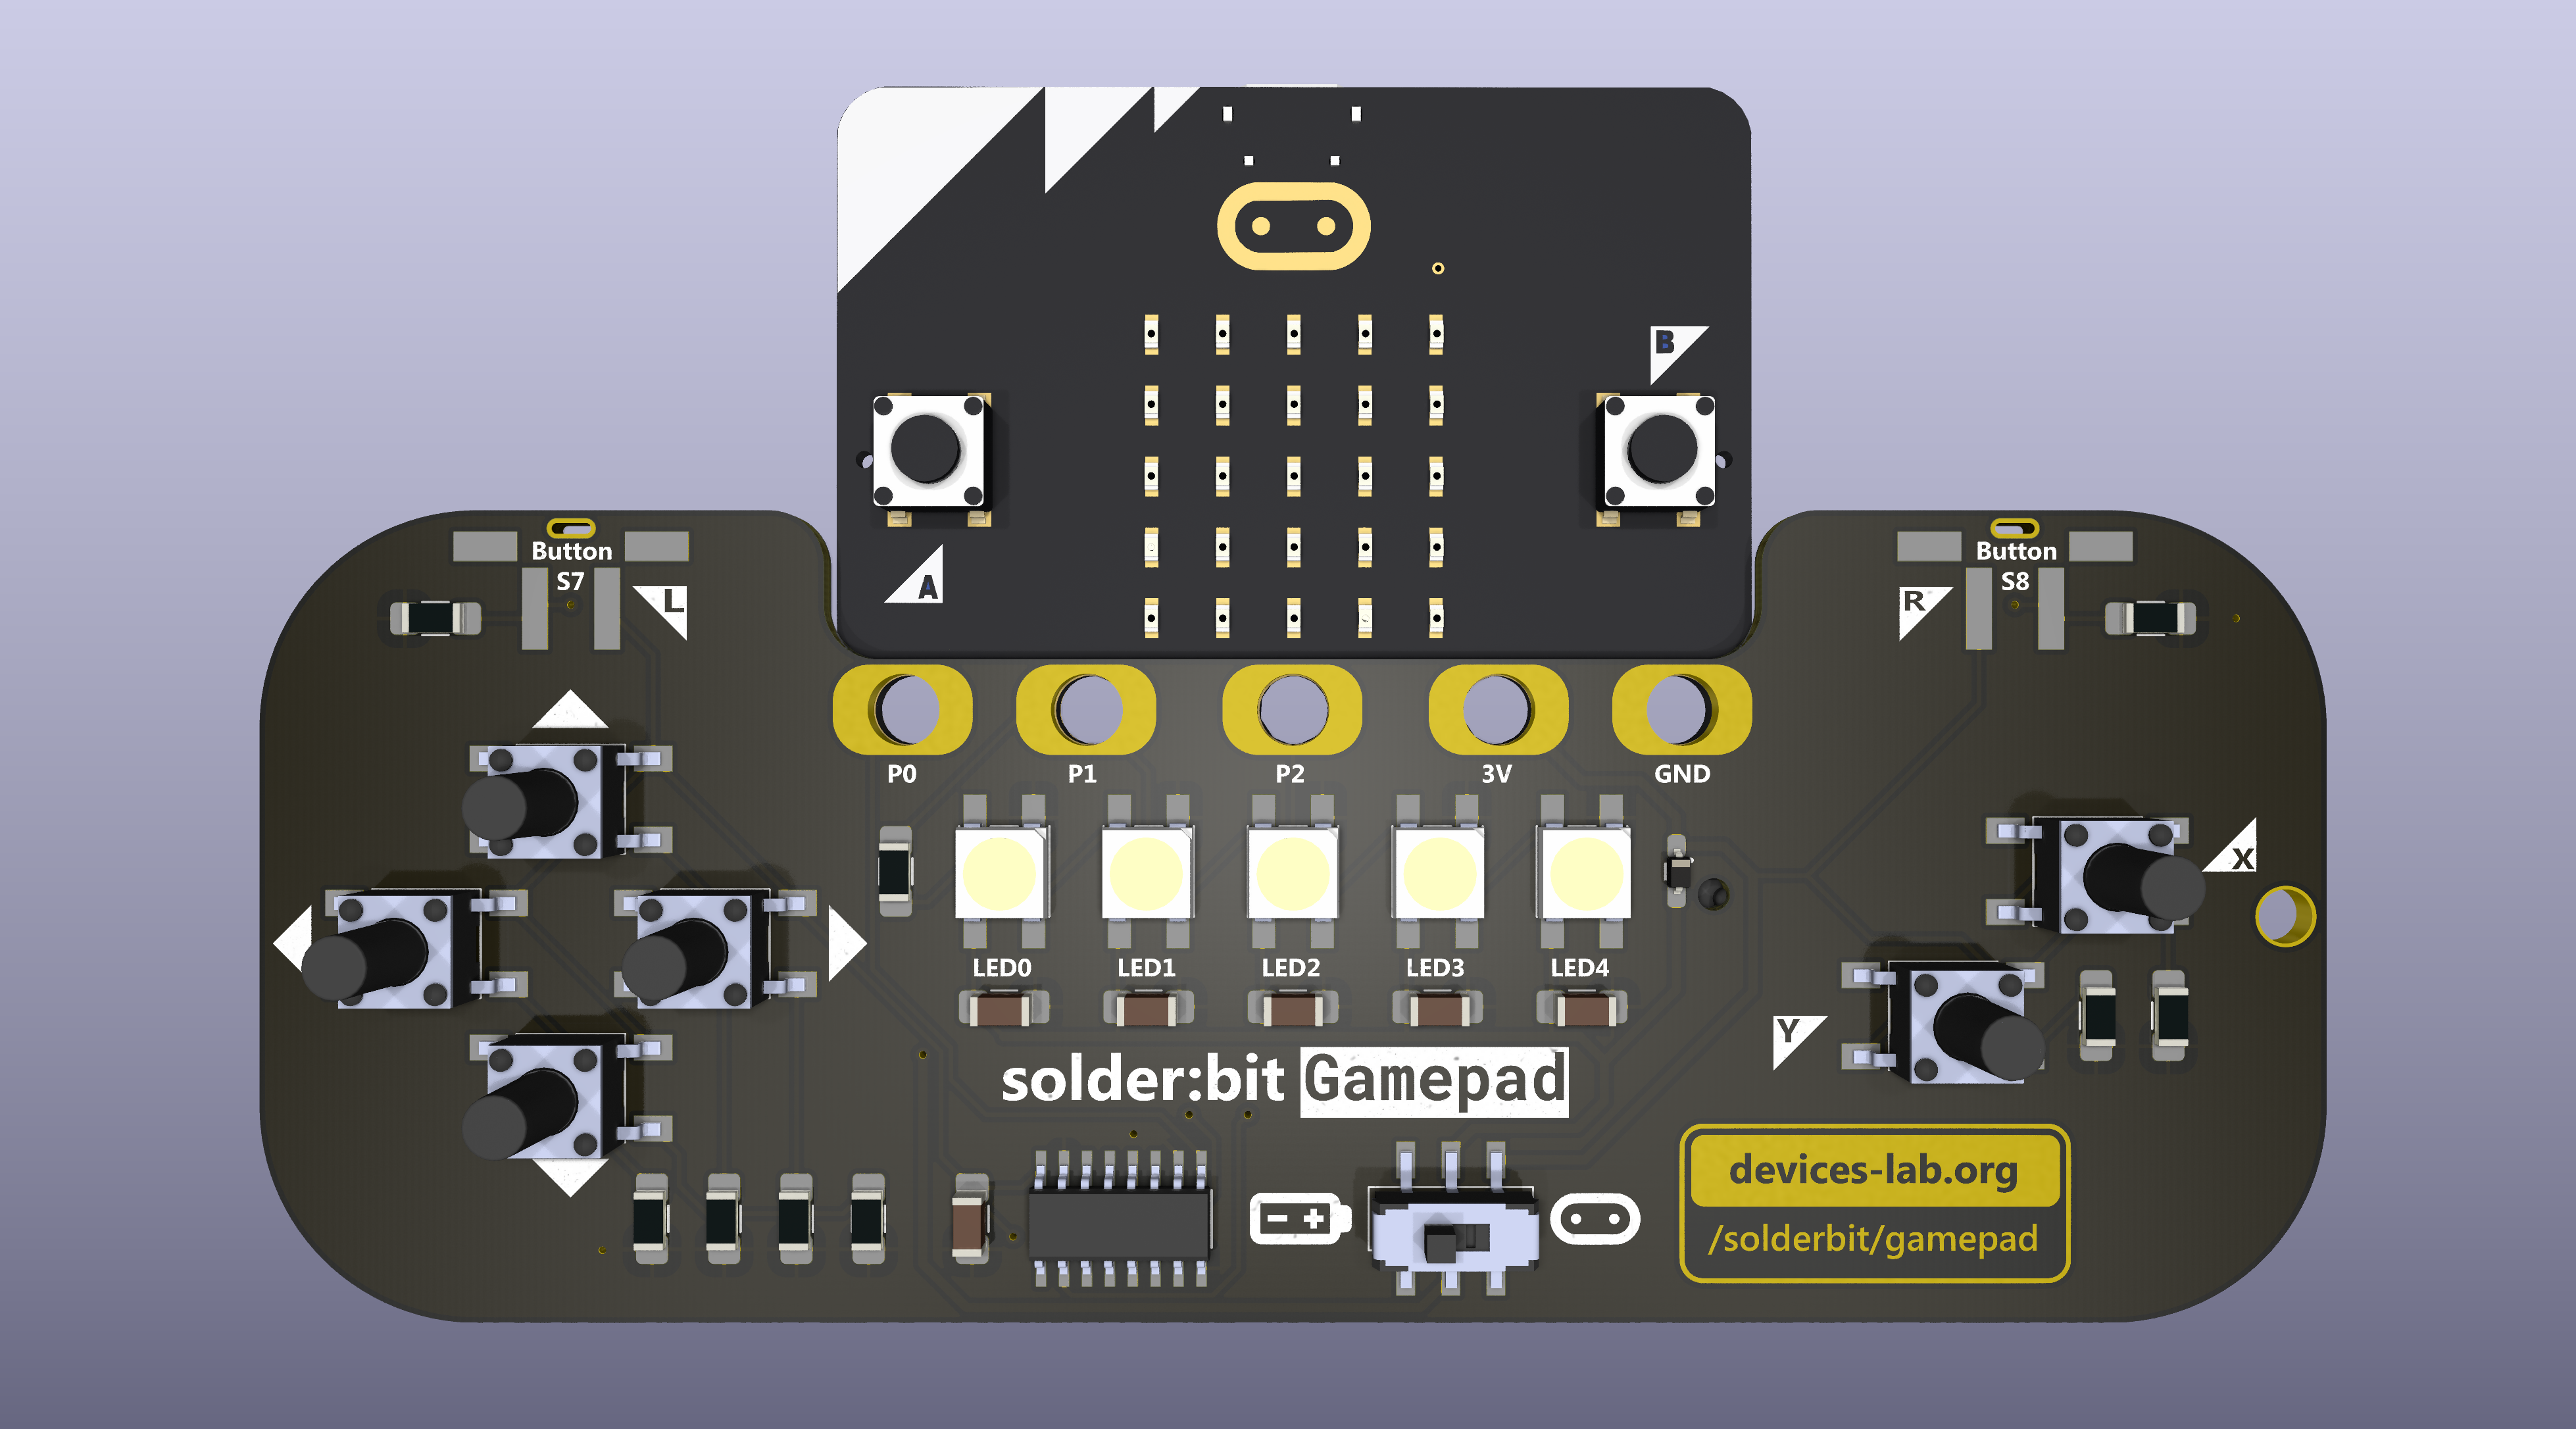 B
A
Button
S7
L
Button
S8
R
P0
P1
P2
3V
GND
X
LED0
LED1
LED2
LED3
LED4
Y
solder:bit Gamepad
- +
devices-lab.org
/solderbit/gamepad